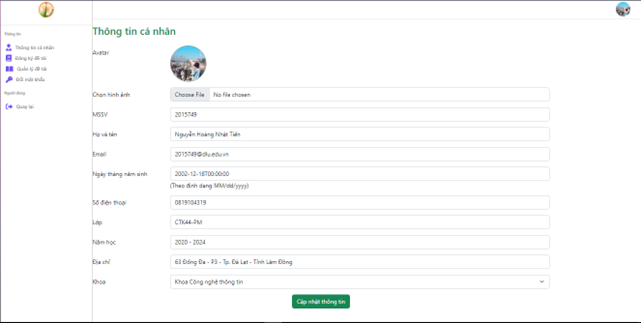 Thông tin
Thông tin cá nhân
Đăng ký đề tài
Quản lý đề tài
Đổi mật khẩu
Người dùng
Quay lại
Thông tin cá nhân
Avatar
Chọn hình ảnh Choose File No file chosen
MSSV 2015749
Họ và tên Nguyễn Hoàng Nhật Tiến
Email 2015749@dlu.edu.vn
Ngày tháng năm sinh 2002-12-18T00:00:00
(Theo định dạng MM/dd/yyyy)
Số điện thoại 0819104319
Lớp CTK44-PM
Năm học 2020 - 2024
Địa chỉ 63 Đống Đa - P3 - Tp. Đà Lạt - Tỉnh Lâm Đồng
Khoa Khoa Công nghệ thông tin
Cập nhật thông tin